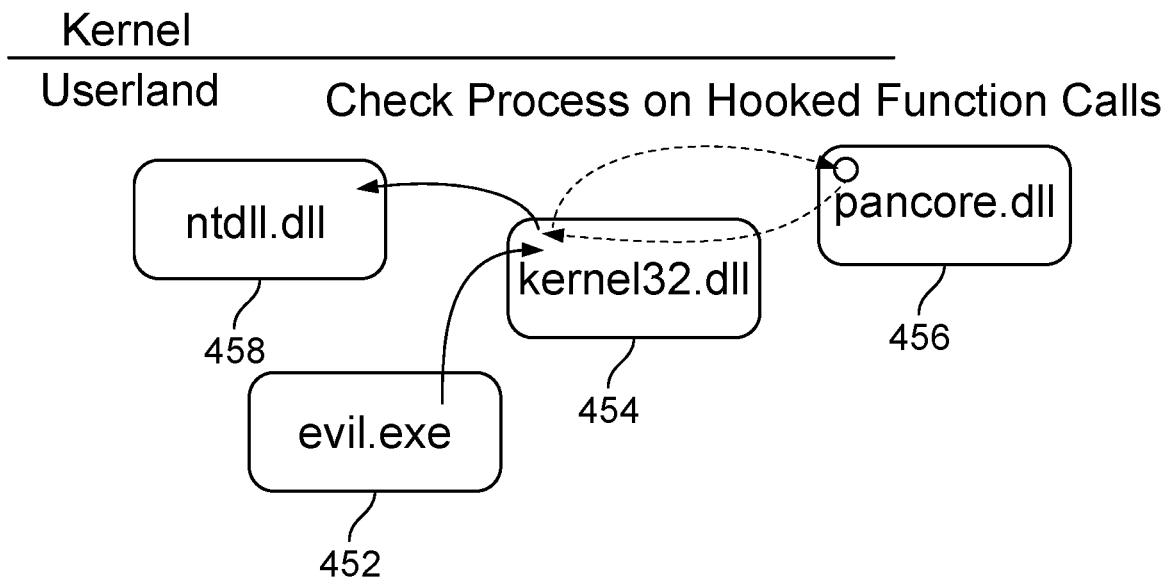 Kernel
Userland
Check Process on Hooked Function Calls
ntdll.dll
pancore.dll
kernel32.dll
458
456
454
evil.exe
452